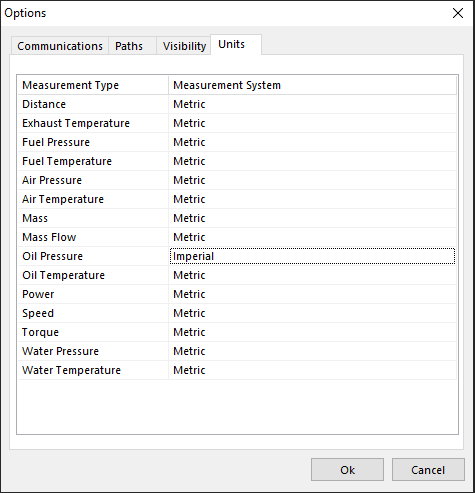 Options
Communications Paths Visibility Units
Measurement Type Measurement System
Distance Metric
Exhaust Temperature Metric
Fuel Pressure Metric
Fuel Temperature Metric
Air Pressure Metric
Air Temperature Metric
Mass Metric
Mass Flow Metric
Oil Pressure Imperial
Oil Temperature Metric
Power Metric
Speed Metric
Torque Metric
Water Pressure Metric
Water Temperature Metric
Ok Cancel